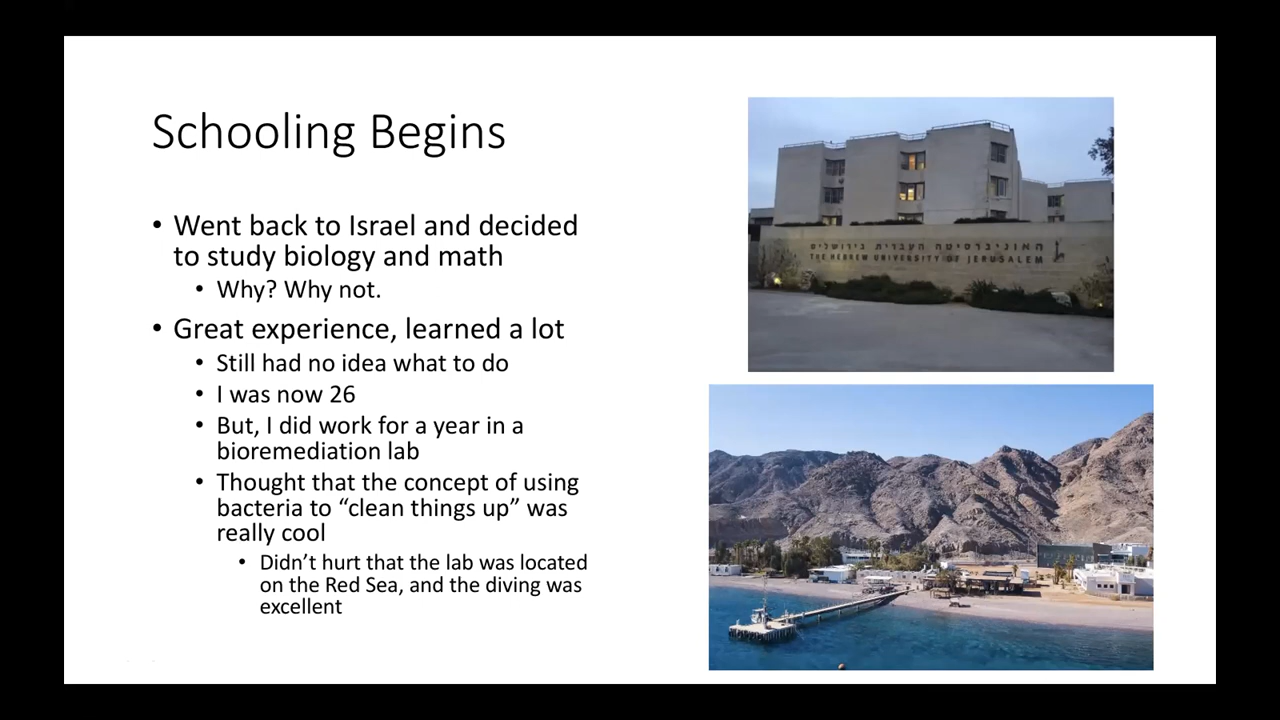 Schooling Begins
• Went back to Israel and decided
to study biology and math
• Why? Why not.
• Great experience, learned a lot
• Still had no idea what to do
• I was now 26
• But, I did work for a year in a
bioremediation lab
• Thought that the concept of using
bacteria to “clean things up” was
really cool
• Didn’t hurt that the lab was located
on the Red Sea, and the diving was
excellent
האוניברסיטה העברית בירושלים
THE HEBREW UNIVERSITY OF JERUSALEM